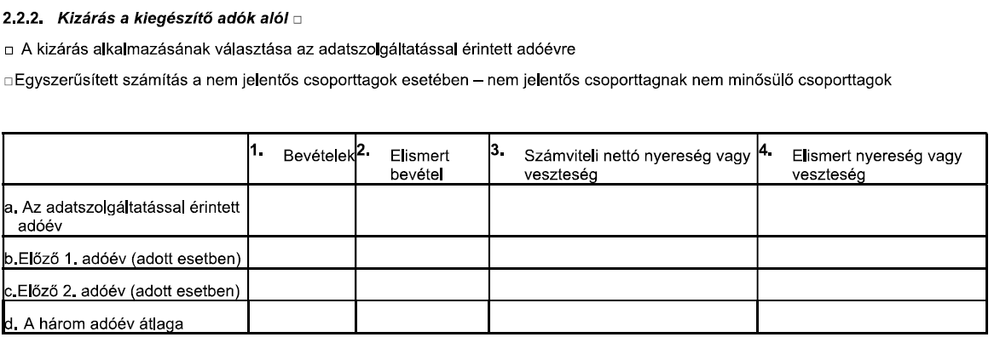 2.2.2. Kizárás a kiegészítő adók alól □
□ A kizárás alkalmazásának választása az adatszolgáltatással érintett adóévre
□Egyszerűsített számítás a nem jelentős csoporttagok esetében – nem jelentős csoporttagnak nem minősülő csoporttagok
1. Bevételek 2. Elismert bevétel 3. Számviteli nettó nyereség vagy veszteség 4. Elismert nyereség vagy veszteség
a. Az adatszolgáltatással érintett
adóév
b.Előző 1. adóév (adott esetben)
c.Előző 2. adóév (adott esetben)
d. A három adóév átlaga